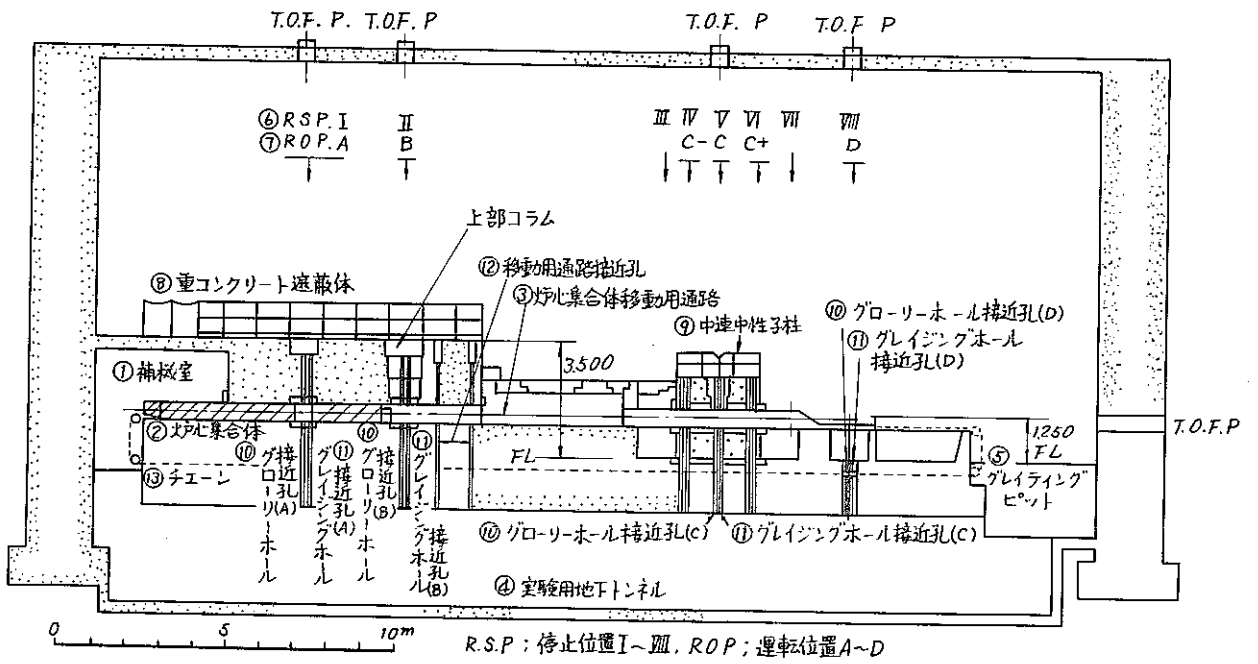 T.O.F. P.
T.O.F. P
T.O.F P
T.O.F P
⑥RSP.I
II
III
IV
V
VI
VII
VIII
⑦ROP.A
B
C-
C
C+
D
上部コラム
⑫移動用通路接近孔
⑧重コンクリート遮蔽体
③炉心集合体移動用通路
⑨中速中性子柱
⑩グローリーホール接近孔(D)
⑪グレイジングホール
接近孔(D)
3,500
①補機室
②炉心集合体
⑬チエーン
FL
1,250
FL
T.O.F.P
⑤
グレイティング
ピット
⑩グローリーホール
接近孔(A)
⑪グレイジングホール
接近孔(A)
⑩グローリーホール
接近孔(B)
⑪グレイジングホール
接近孔(B)
⑩グローリーホール接近孔(C)
⑪グレイジングホール接近孔(C)
④実験用地下トンネル
0
5
10m
R.S.P ; 停止位置I~VIII, ROP ; 運転位置A~D